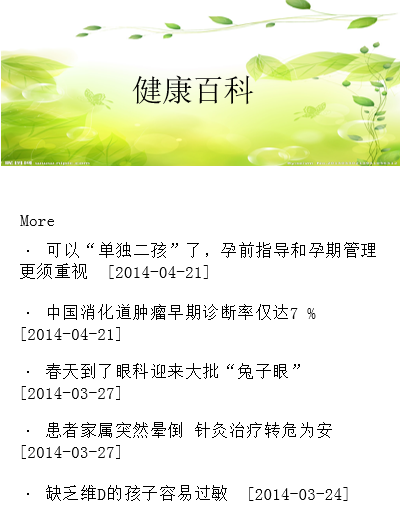 健康百科
More
· 可以“单独二孩”了，孕前指导和孕期管理
更须重视 [2014-04-21]
· 中国消化道肿瘤早期诊断率仅达7 %
[2014-04-21]
· 春天到了眼科迎来大批“兔子眼”
[2014-03-27]
· 患者家属突然晕倒 针灸治疗转危为安
[2014-03-27]
· 缺乏维D的孩子容易过敏 [2014-03-24]